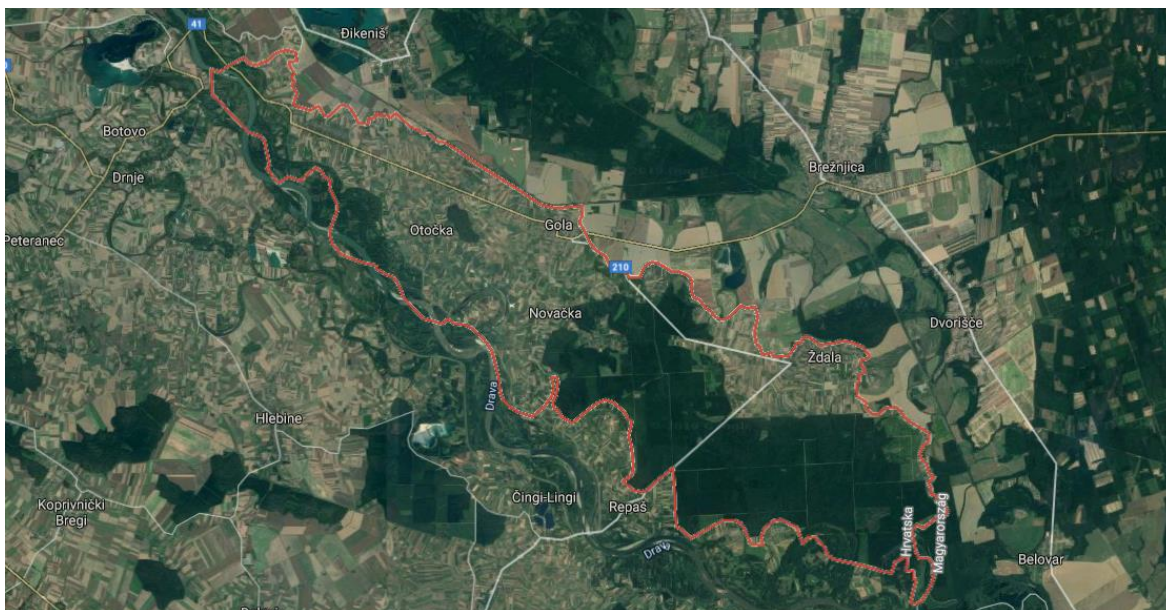 41
Đikeniš
Botovo
Drnje
Brežnjica
Peteranec
Otočka
Gola
210
Novačka
Dvorišče
Ždala
Drava
Hlebine
Čingi-Lingi
Repaš
Koprivnički
Bregi
Hrvatska
Magyarország
Drava
Belovar